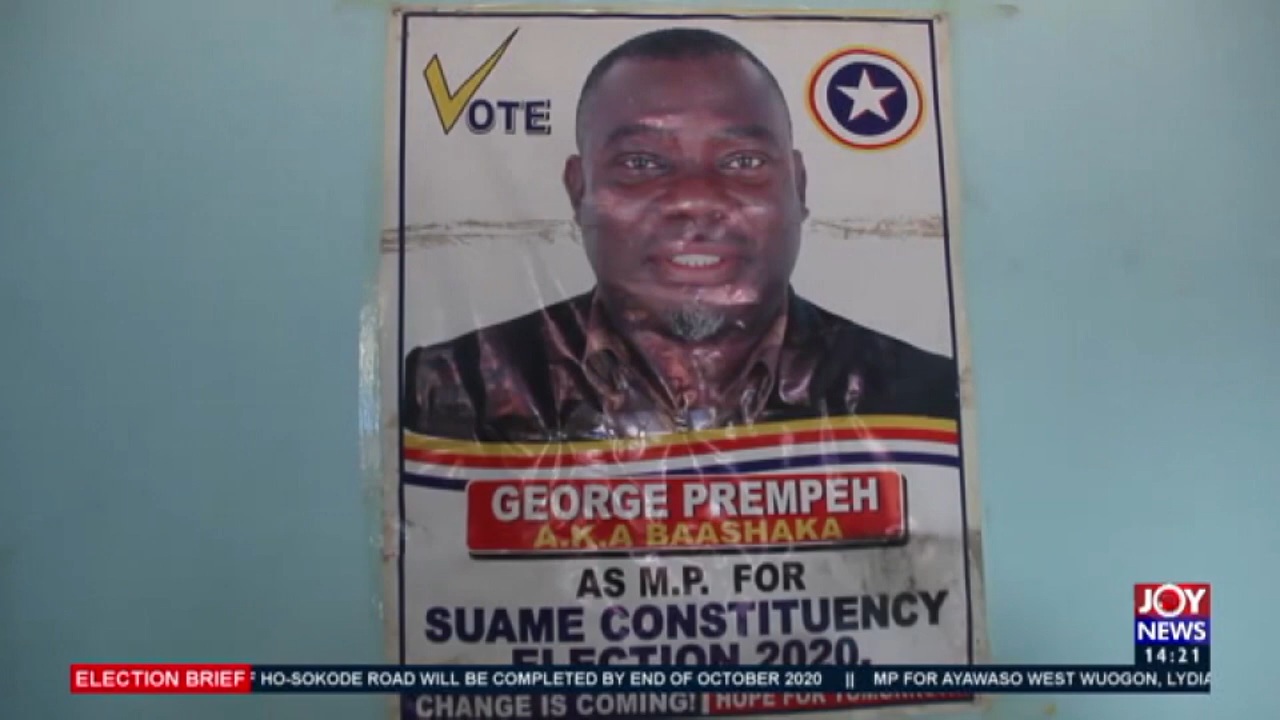 VOTE
GEORGE PREMPEH
A.K.A BAASHAKA
AS M.P. FOR
SUAME CONSTITUENCY
ELECTION 2020.
CHANGE IS COMING! HOPE FOR
JOY
NEWS
14:21
ELECTION BRIEF HO-SOKODE ROAD WILL BE COMPLETED BY END OF OCTOBER 2020 || MP FOR AYAWASO WEST WUOGON, LYDIA